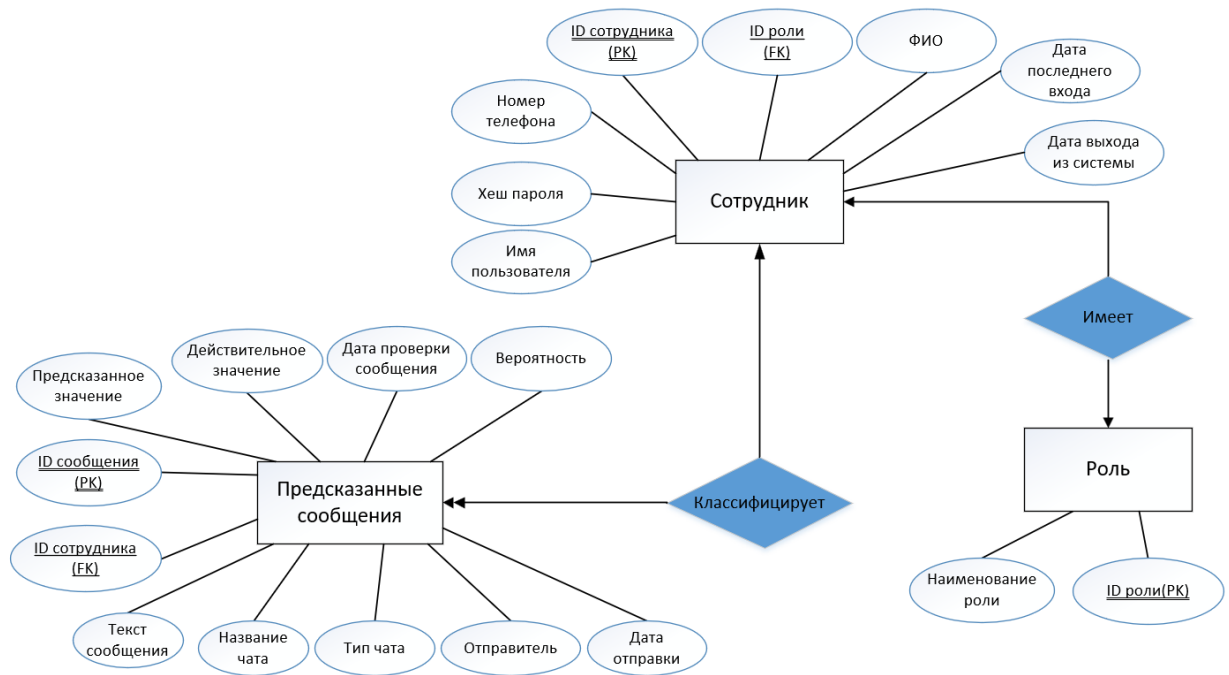 ID сотрудника
(PK)
ID роли
(FK)
ФИО
Дата
последнего
входа
Номер
телефона
Дата выхода
из системы
Хеш пароля
Сотрудник
Имя
пользователя
Имеет
Действительное
значение
Дата проверки
сообщения
Вероятность
Предсказанное
значение
ID сообщения
(PK)
Предсказанные
сообщения
Классифицирует
Роль
ID сотрудника
(FK)
Наименование
роли
ID роли(PK)
Текст
сообщения
Название
чата
Тип чата
Отправитель
Дата
отправки